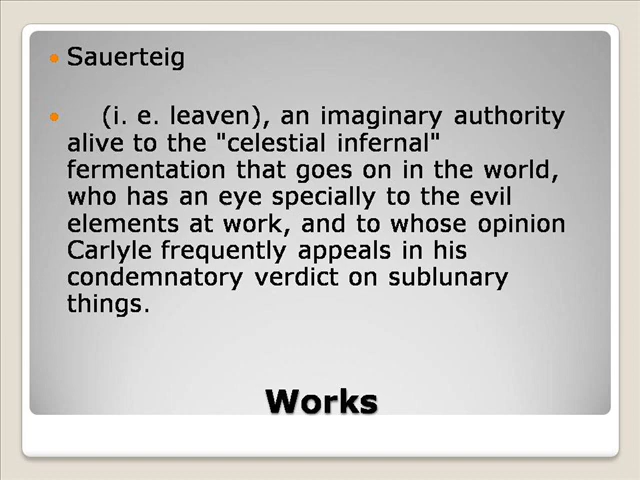 Sauerteig
(i. e. leaven), an imaginary authority
alive to the "celestial infernal"
fermentation that goes on in the world,
who has an eye specially to the evil
elements at work, and to whose opinion
Carlyle frequently appeals in his
condemnatory verdict on sublunary
things.
Works